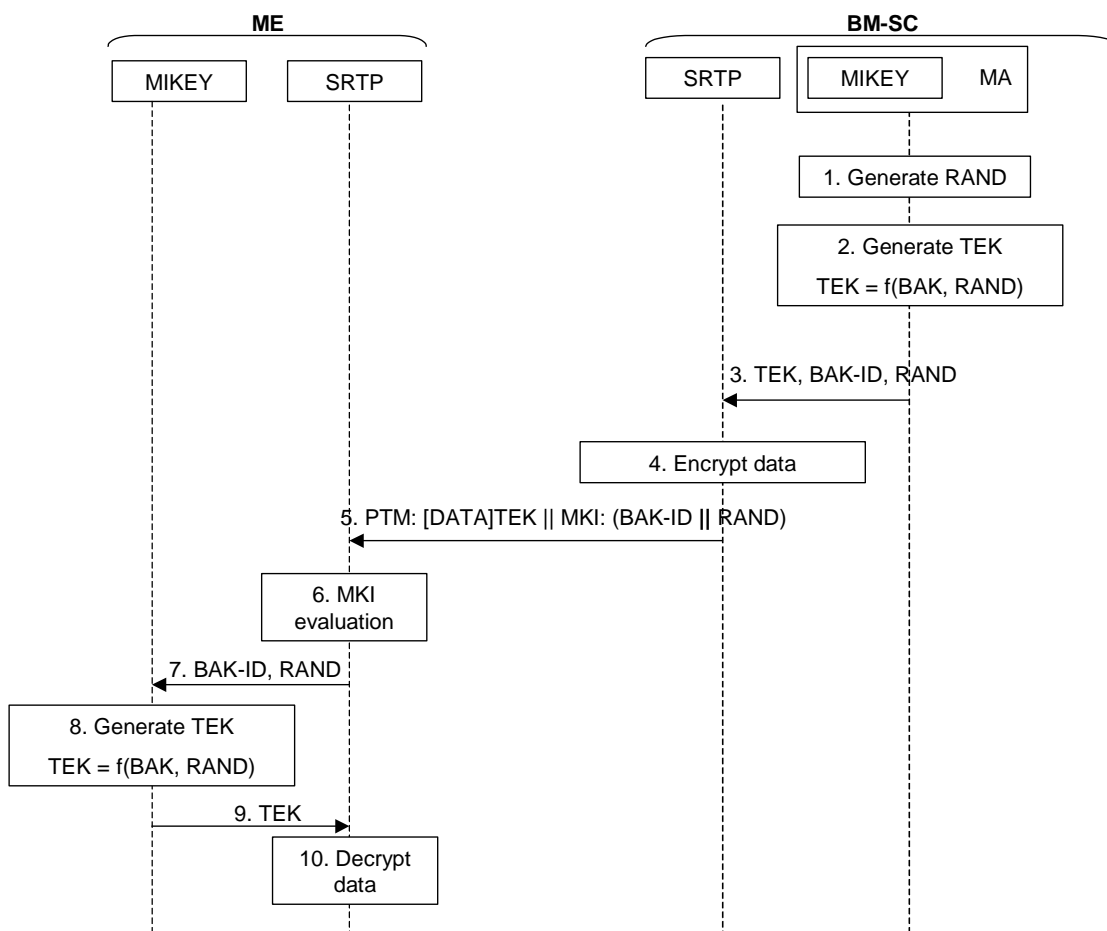 ME
BM-SC
MIKEY
SRTP
SRTP
MIKEY
MA
1. Generate RAND
2. Generate TEK
TEK = f(BAK, RAND)
3. TEK, BAK-ID, RAND
4. Encrypt data
5. PTM: [DATA]TEK || MKI: (BAK-ID || RAND)
6. MKI
evaluation
7. BAK-ID, RAND
8. Generate TEK
TEK = f(BAK, RAND)
9. TEK
10. Decrypt
data